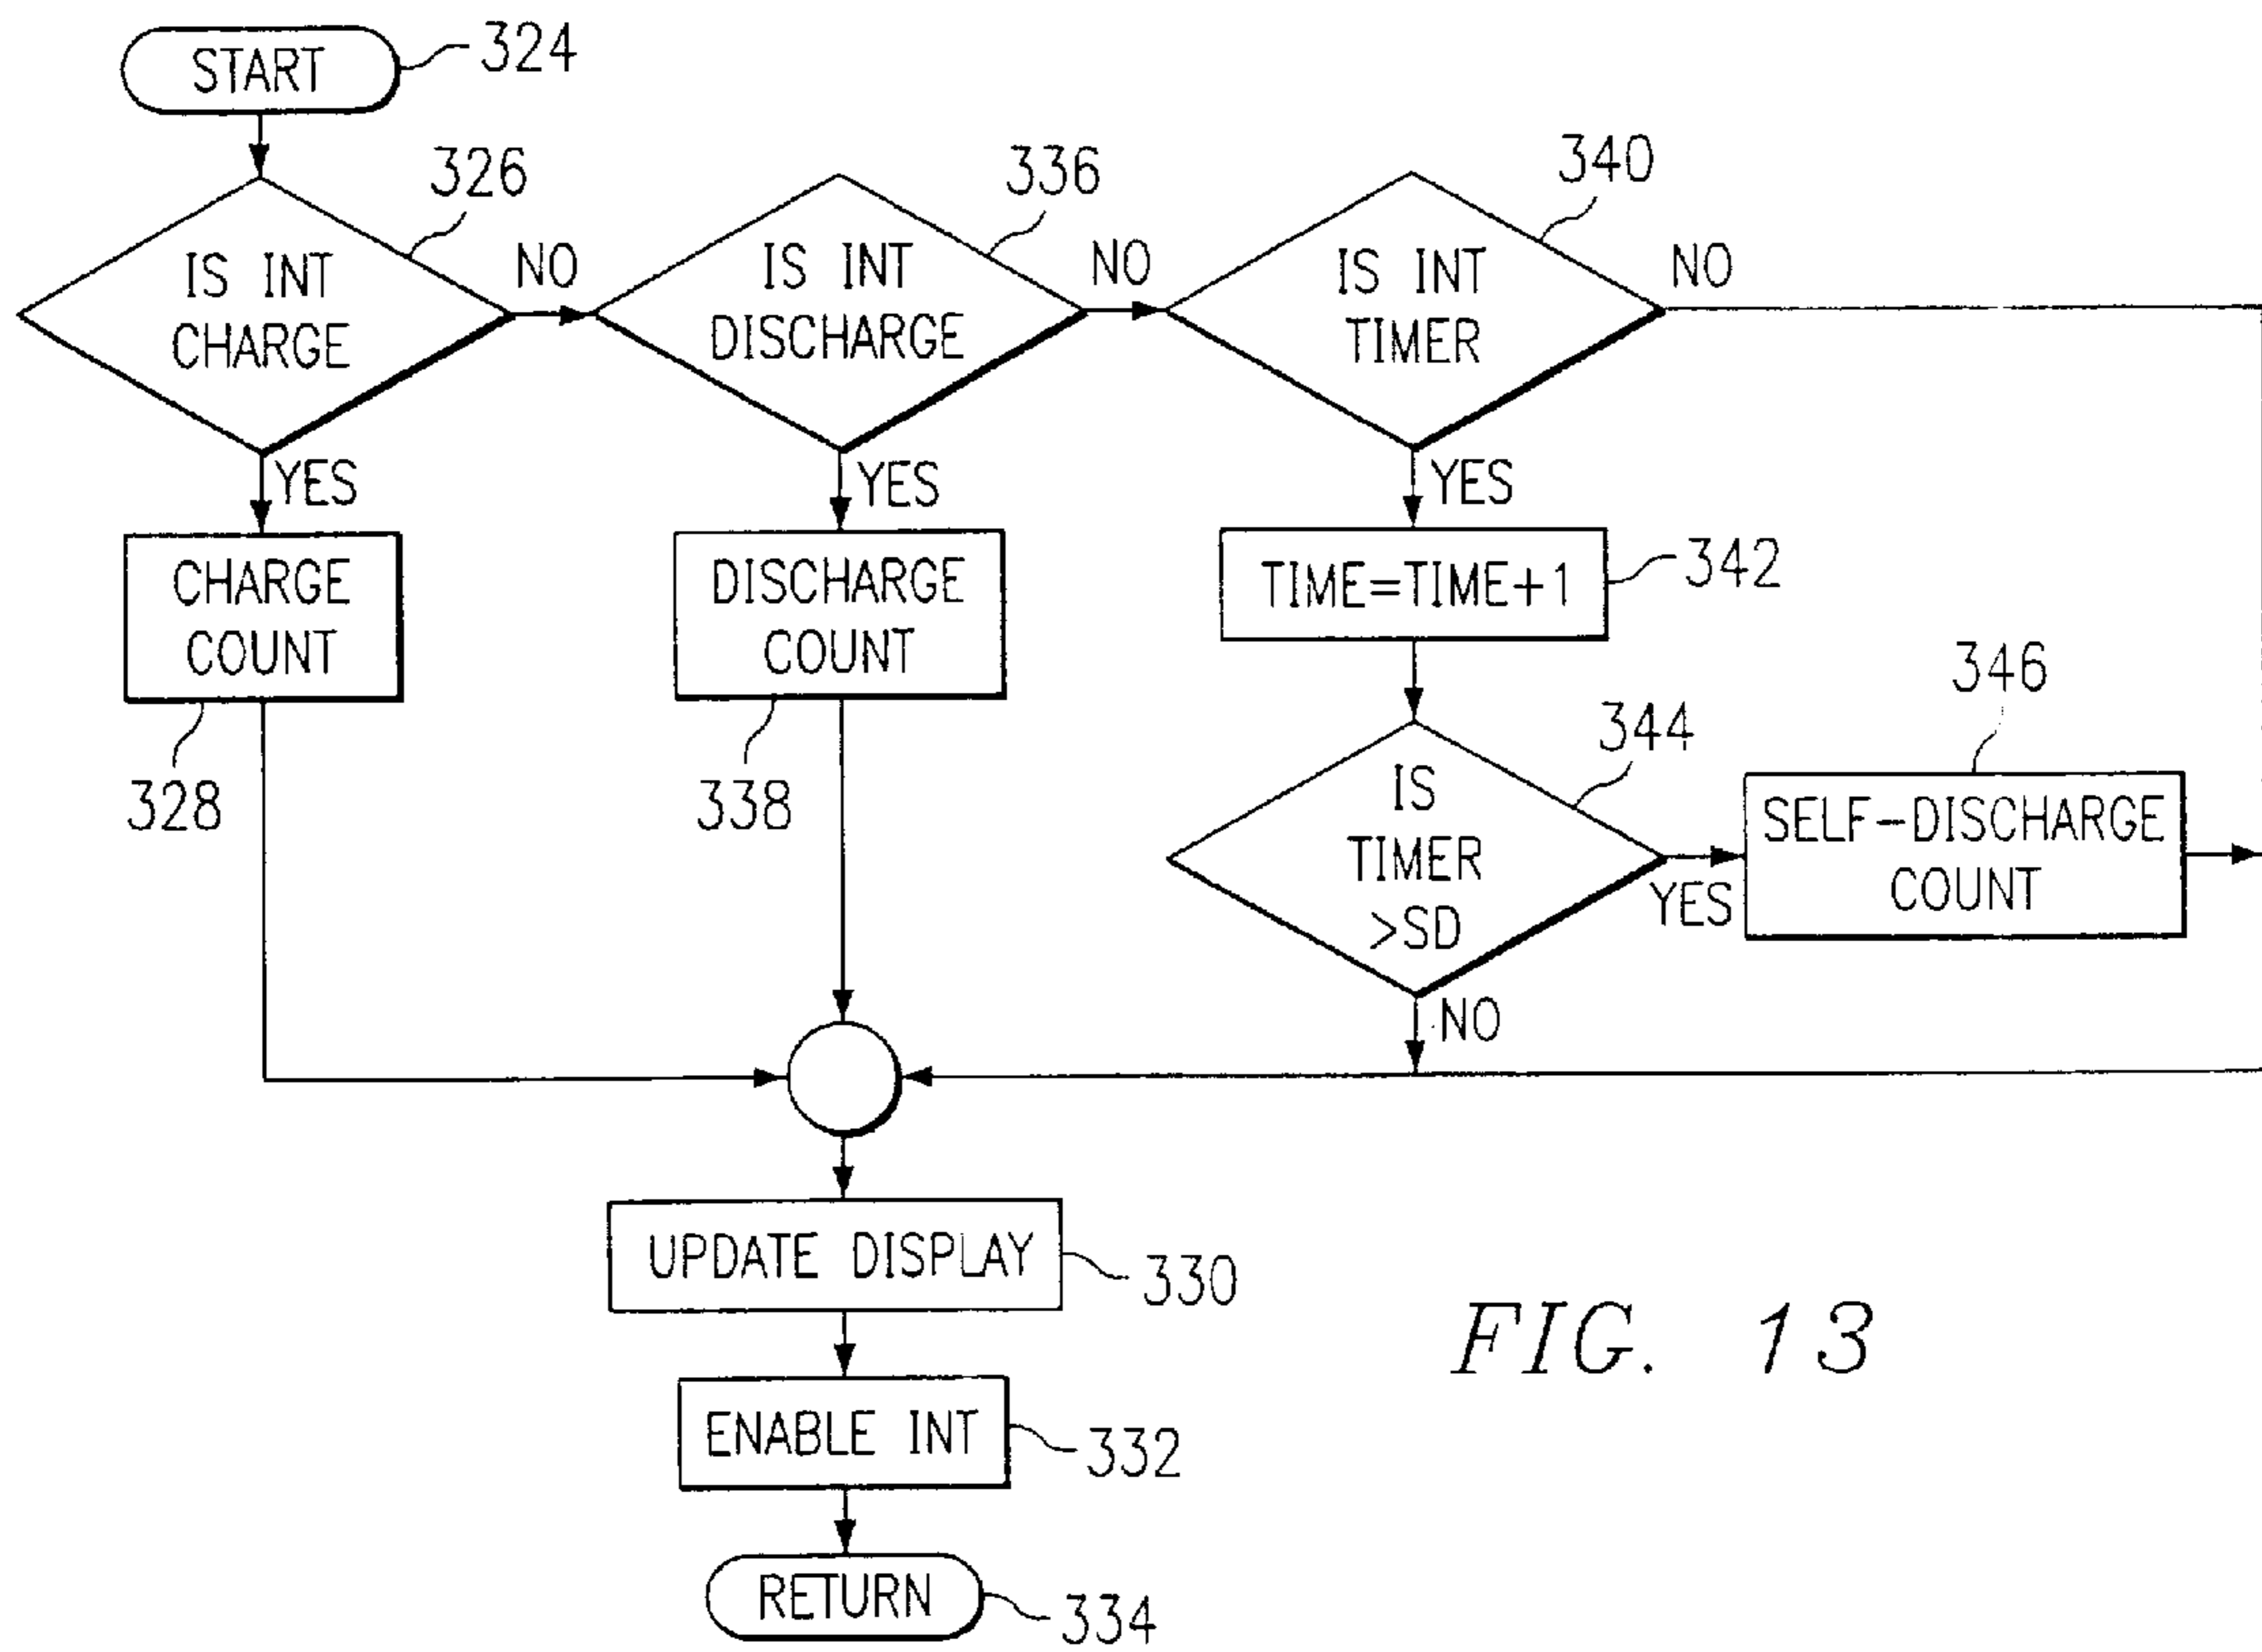 START
324
326
336
340
IS INT
CHARGE
NO
IS INT
DISCHARGE
NO
IS INT
TIMER
NO
YES
YES
YES
CHARGE
COUNT
328
DISCHARGE
COUNT
338
TIME=TIME+1
342
344
IS
TIMER
>SD
YES
NO
346
SELF-DISCHARGE
COUNT
UPDATE DISPLAY
330
ENABLE INT
332
RETURN
334
FIG. 13